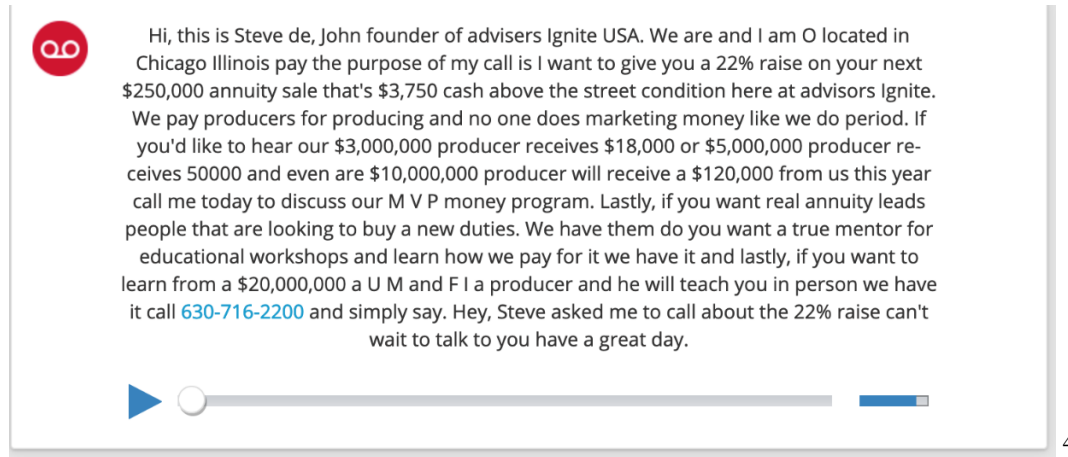 Hi, this is Steve de, John founder of advisers Ignite USA. We are and I am O located in
Chicago Illinois pay the purpose of my call is I want to give you a 22% raise on your next
$250,000 annuity sale that's $3,750 cash above the street condition here at advisors Ignite.
We pay producers for producing and no one does marketing money like we do period. If
you'd like to hear our $3,000,000 producer receives $18,000 or $5,000,000 producer re-
ceives 50000 and even are $10,000,000 producer will receive a $120,000 from us this year
call me today to discuss our M V P money program. Lastly, if you want real annuity leads
people that are looking to buy a new duties. We have them do you want a true mentor for
educational workshops and learn how we pay for it we have it and lastly, if you want to
learn from a $20,000,000 a U M and F I a producer and he will teach you in person we have
it call 630-716-2200 and simply say. Hey, Steve asked me to call about the 22% raise can't
wait to talk to you have a great day.